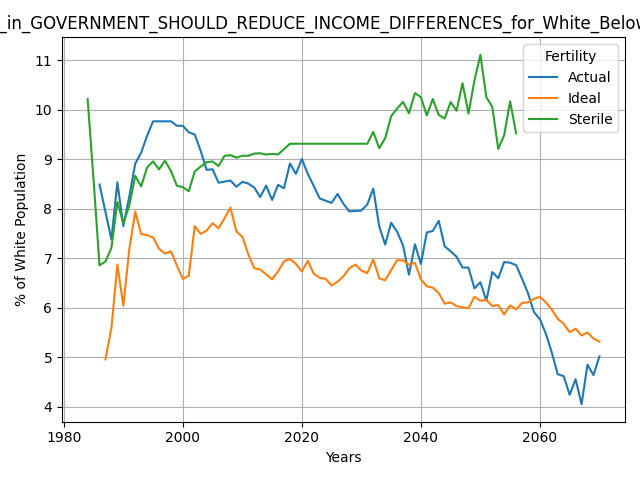 _in_GOVERNMENT_SHOULD_REDUCE_INCOME_DIFFERENCES_for_White_Below
Fertility
Actual
Ideal
Sterile
% of White Population
11
10
9
8
7
6
5
4
1980 2000 2020 2040 2060
Years